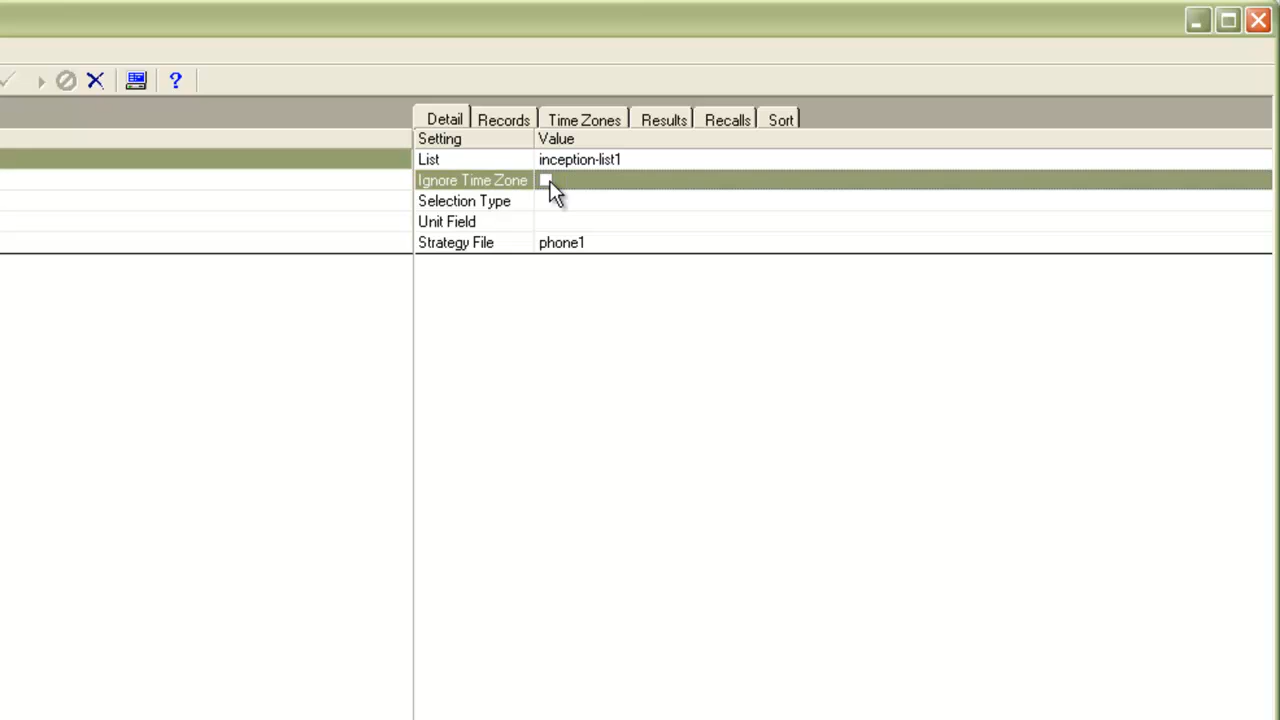 Detail Records Time Zones Results Recalls Sort
Setting Value
List inception-list1
Ignore Time Zone
Selection Type
Unit Field
Strategy File phone1